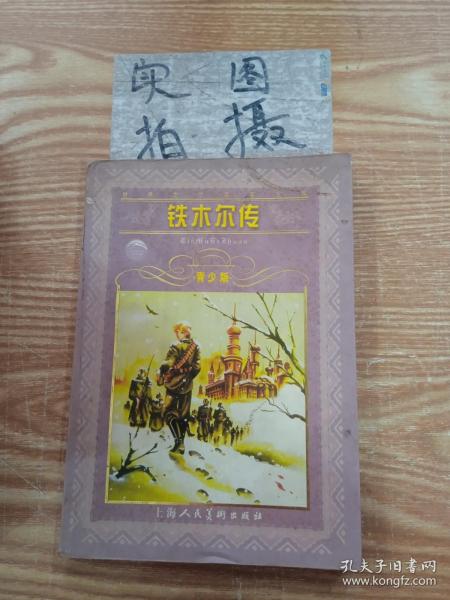 实 图
拍 摄
铁木尔传
青少版
上海人民美術出版社
孔夫子旧书网
www.kongfz.com